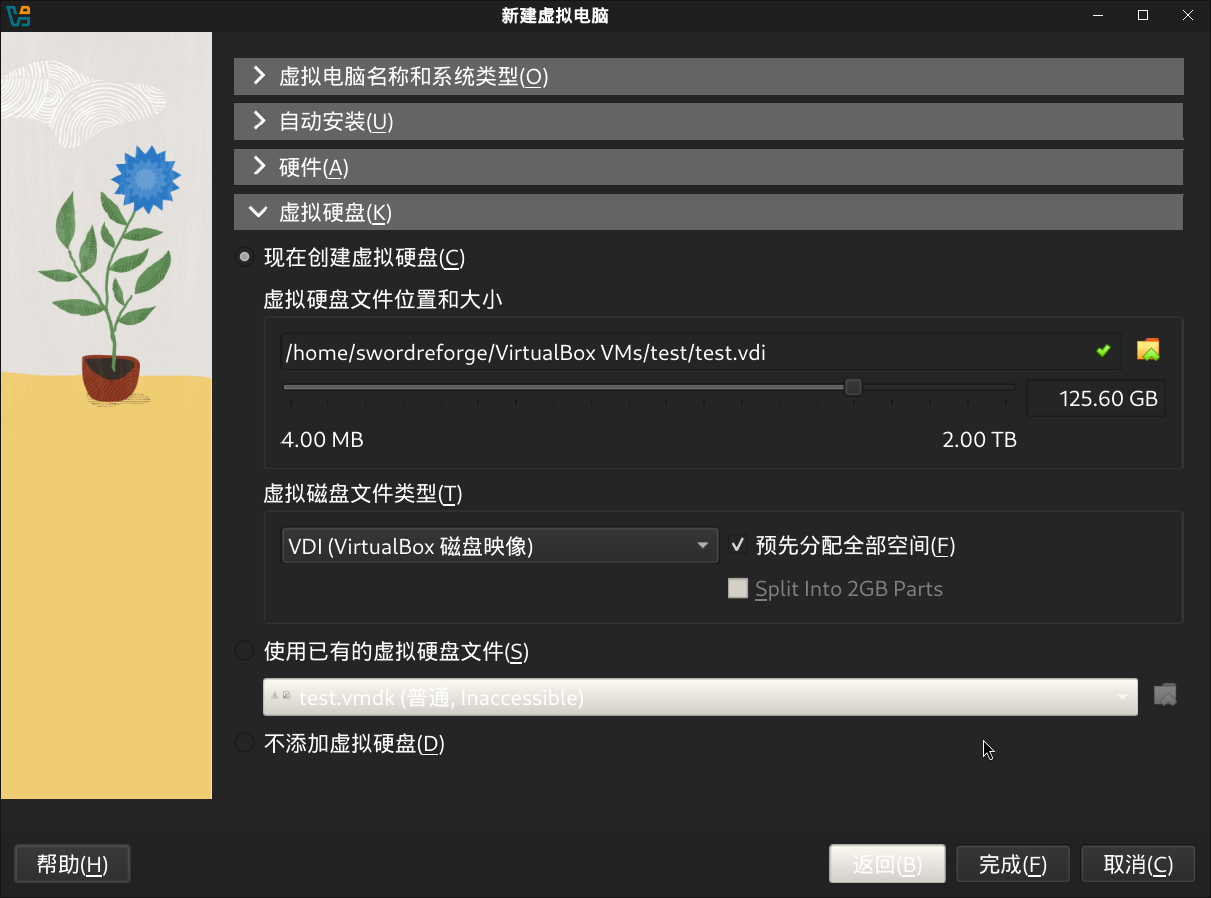 新建虚拟电脑
虚拟电脑名称和系统类型(O)
自动安装(U)
硬件(A)
虚拟硬盘(K)
现在创建虚拟硬盘(C)
虚拟硬盘文件位置和大小
/home/swordreforge/VirtualBox VMs/test/test.vdi
125.60 GB
4.00 MB 2.00 TB
虚拟磁盘文件类型(T)
VDI (VirtualBox 磁盘映像) 预先分配全部空间(F)
Split Into 2GB Parts
使用已有的虚拟硬盘文件(S)
test.vmdk (普通, Inaccessible)
不添加虚拟硬盘(D)
帮助(H) 返回(B) 完成(F) 取消(C)